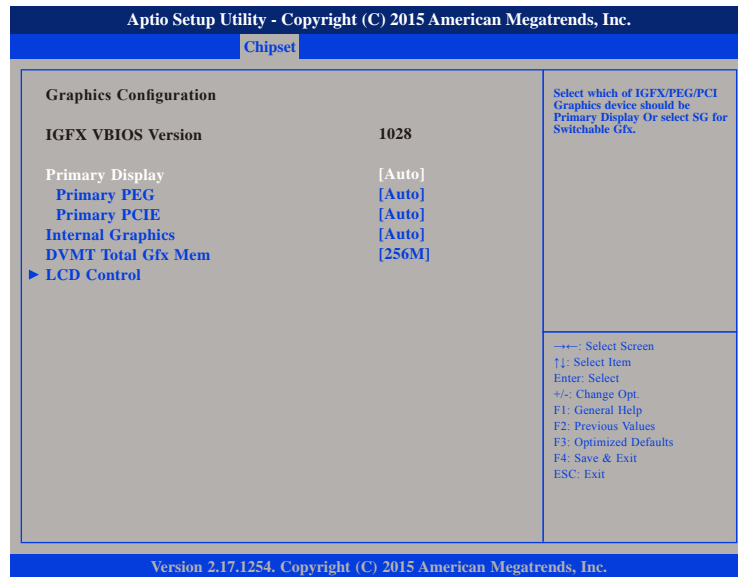 Aptio Setup Utility - Copyright (C) 2015 American Megatrends, Inc.
Chipset
Graphics Configuration
IGFX VBIOS Version 1028
Primary Display [Auto]
Primary PEG [Auto]
Primary PCIE [Auto]
Internal Graphics [Auto]
DVMT Total Gfx Mem [256M]
► LCD Control
Select which of IGFX/PEG/PCI
Graphics device should be
Primary Display Or select SG for
Switchable Gfx.
→←: Select Screen
↑↓: Select Item
Enter: Select
+/-: Change Opt.
F1: General Help
F2: Previous Values
F3: Optimized Defaults
F4: Save & Exit
ESC: Exit
Version 2.17.1254. Copyright (C) 2015 American Megatrends, Inc.